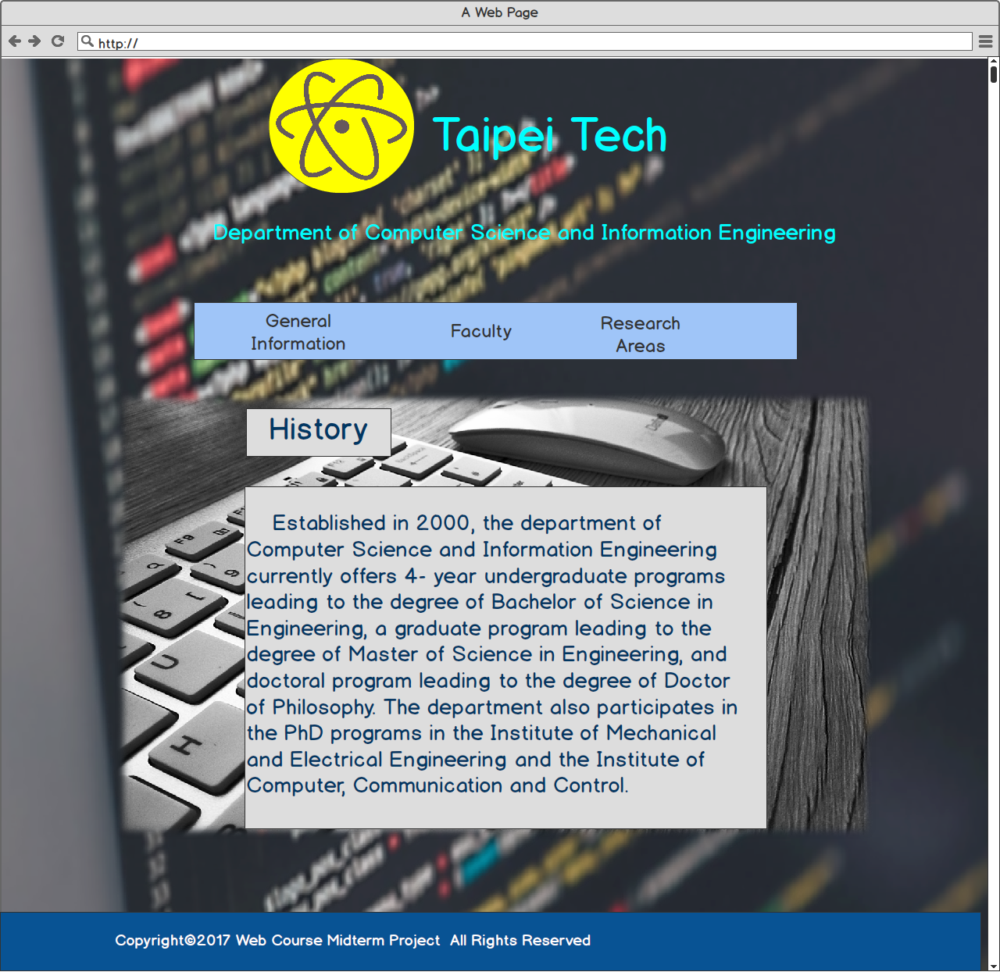 A Web Page
http://
Taipei Tech
Department of Computer Science and Information Engineering
General
Information
Faculty
Research
Areas
History
Established in 2000, the department of
Computer Science and Information Engineering
currently offers 4- year undergraduate programs
leading to the degree of Bachelor of Science in
Engineering, a graduate program leading to the
degree of Master of Science in Engineering, and
doctoral program leading to the degree of Doctor
of Philosophy. The department also participates in
the PhD programs in the Institute of Mechanical
and Electrical Engineering and the Institute of
Computer, Communication and Control.
Copyright©2017 Web Course Midterm Project  All Rights Reserved